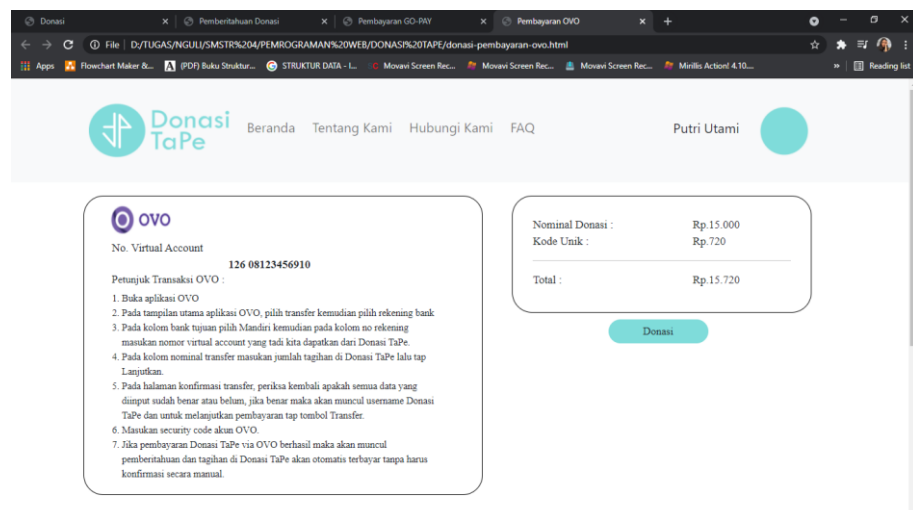 Donasi
Pemberitahuan Donasi
Pembayaran GO-PAY
Pembayaran OVO
File D:/TUGAS/NGULI/SMSTR%204/PEMROGRAMAN%20WEB/DONASI%20TAPE/donasi-pembayaran-ovo.html
Apps
Flowchart Maker &...
(PDF) Buku Struktur...
STRUKTUR DATA - I...
Movavi Screen Rec...
Movavi Screen Rec...
Movavi Screen Rec...
Mirillis Action! 4.10....
»
Reading list
Donasi
TaPe
Beranda
Tentang Kami
Hubungi Kami
FAQ
Putri Utami
OVO
No. Virtual Account
126 08123456910
Petunjuk Transaksi OVO :
1. Buka aplikasi OVO
2. Pada tampilan utama aplikasi OVO, pilih transfer kemudian pilih rekening bank
3. Pada kolom bank tujuan pilih Mandiri kemudian pada kolom no rekening
masukan nomor virtual account yang tadi kita dapatkan dari Donasi TaPe.
4. Pada kolom nominal transfer masukan jumlah tagihan di Donasi TaPe lalu tap
Lanjutkan.
5. Pada halaman konfirmasi transfer, periksa kembali apakah semua data yang
diinput sudah benar atau belum, jika benar maka akan muncul username Donasi
TaPe dan untuk melanjutkan pembayaran tap tombol Transfer.
6. Masukan security code akun OVO.
7. Jika pembayaran Donasi TaPe via OVO berhasil maka akan muncul
pemberitahuan dan tagihan di Donasi TaPe akan otomatis terbayar tanpa harus
konfirmasi secara manual.
Nominal Donasi : Rp.15.000
Kode Unik : Rp.720
Total : Rp.15.720
Donasi